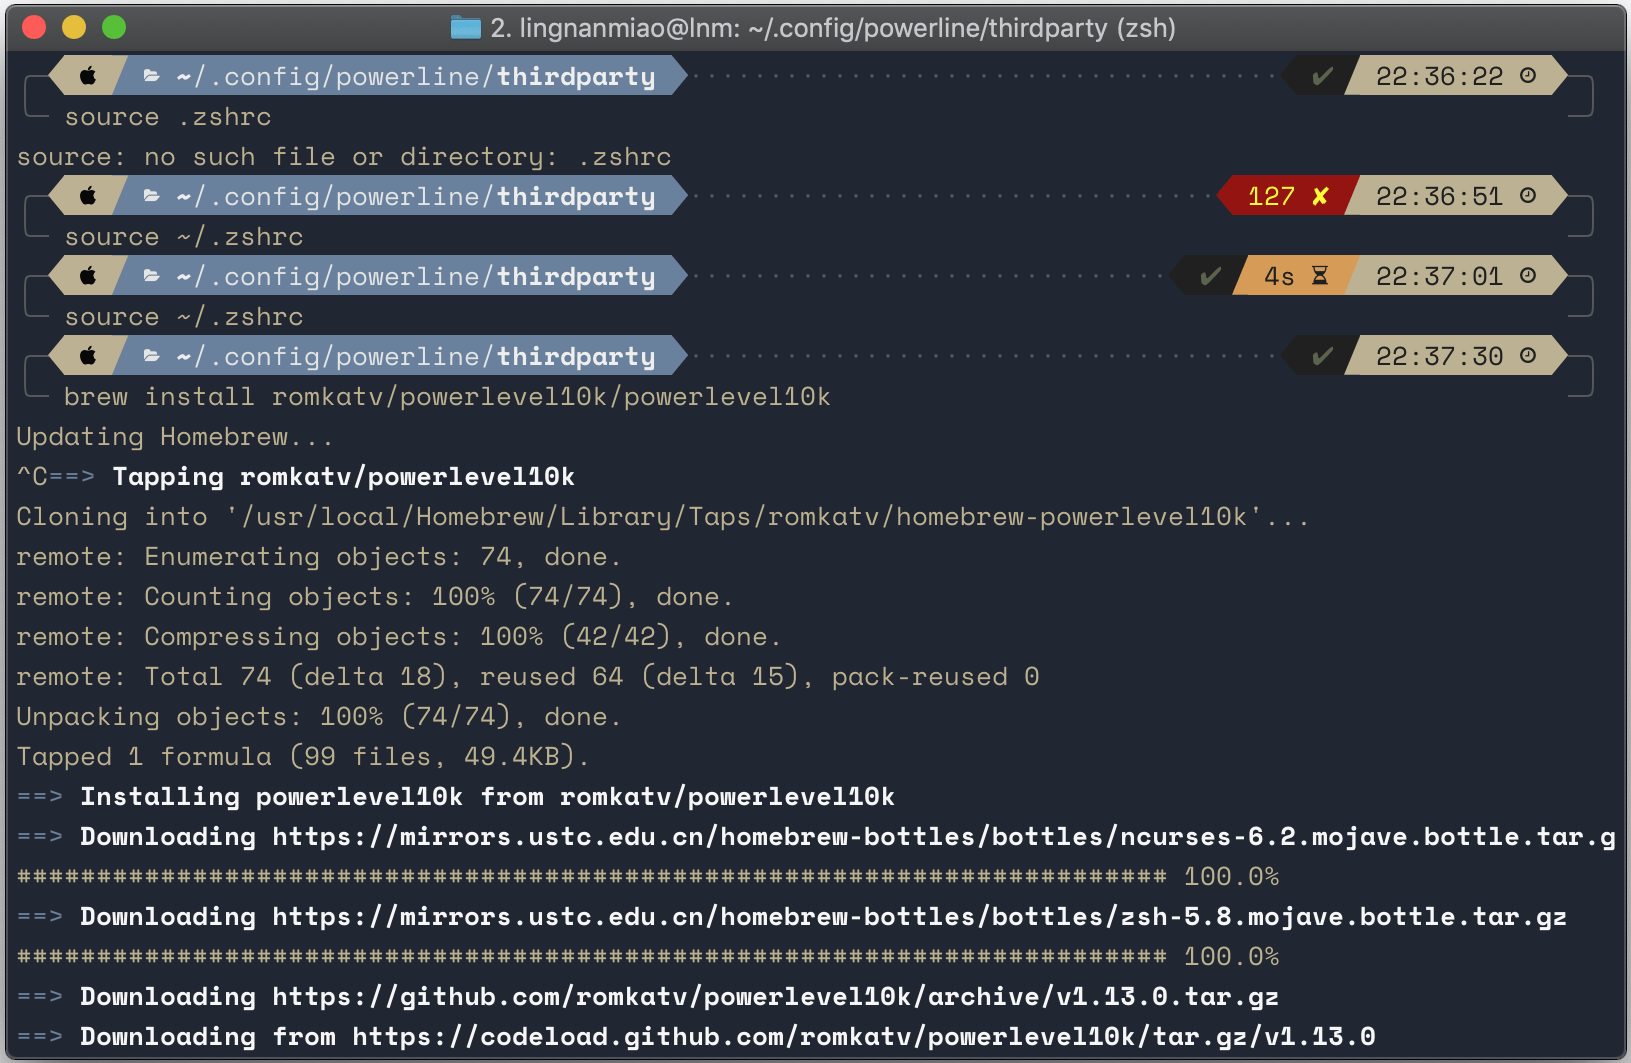 2. lingnanmiao@lnm: ~/.config/powerline/thirdparty (zsh)
~/.config/powerline/thirdparty ✔ 22:36:22
source .zshrc
source: no such file or directory: .zshrc
~/.config/powerline/thirdparty 127 ✘ 22:36:51
source ~/.zshrc
~/.config/powerline/thirdparty ✔ 4s 22:37:01
source ~/.zshrc
~/.config/powerline/thirdparty ✔ 22:37:30
brew install romkatv/powerlevel10k/powerlevel10k
Updating Homebrew...
^C==> Tapping romkatv/powerlevel10k
Cloning into '/usr/local/Homebrew/Library/Taps/romkatv/homebrew-powerlevel10k'...
remote: Enumerating objects: 74, done.
remote: Counting objects: 100% (74/74), done.
remote: Compressing objects: 100% (42/42), done.
remote: Total 74 (delta 18), reused 64 (delta 15), pack-reused 0
Unpacking objects: 100% (74/74), done.
Tapped 1 formula (99 files, 49.4KB).
==> Installing powerlevel10k from romkatv/powerlevel10k
==> Downloading https://mirrors.ustc.edu.cn/homebrew-bottles/bottles/ncurses-6.2.mojave.bottle.tar.g
######################################################################## 100.0%
==> Downloading https://mirrors.ustc.edu.cn/homebrew-bottles/bottles/zsh-5.8.mojave.bottle.tar.gz
######################################################################## 100.0%
==> Downloading https://github.com/romkatv/powerlevel10k/archive/v1.13.0.tar.gz
==> Downloading from https://codeload.github.com/romkatv/powerlevel10k/tar.gz/v1.13.0